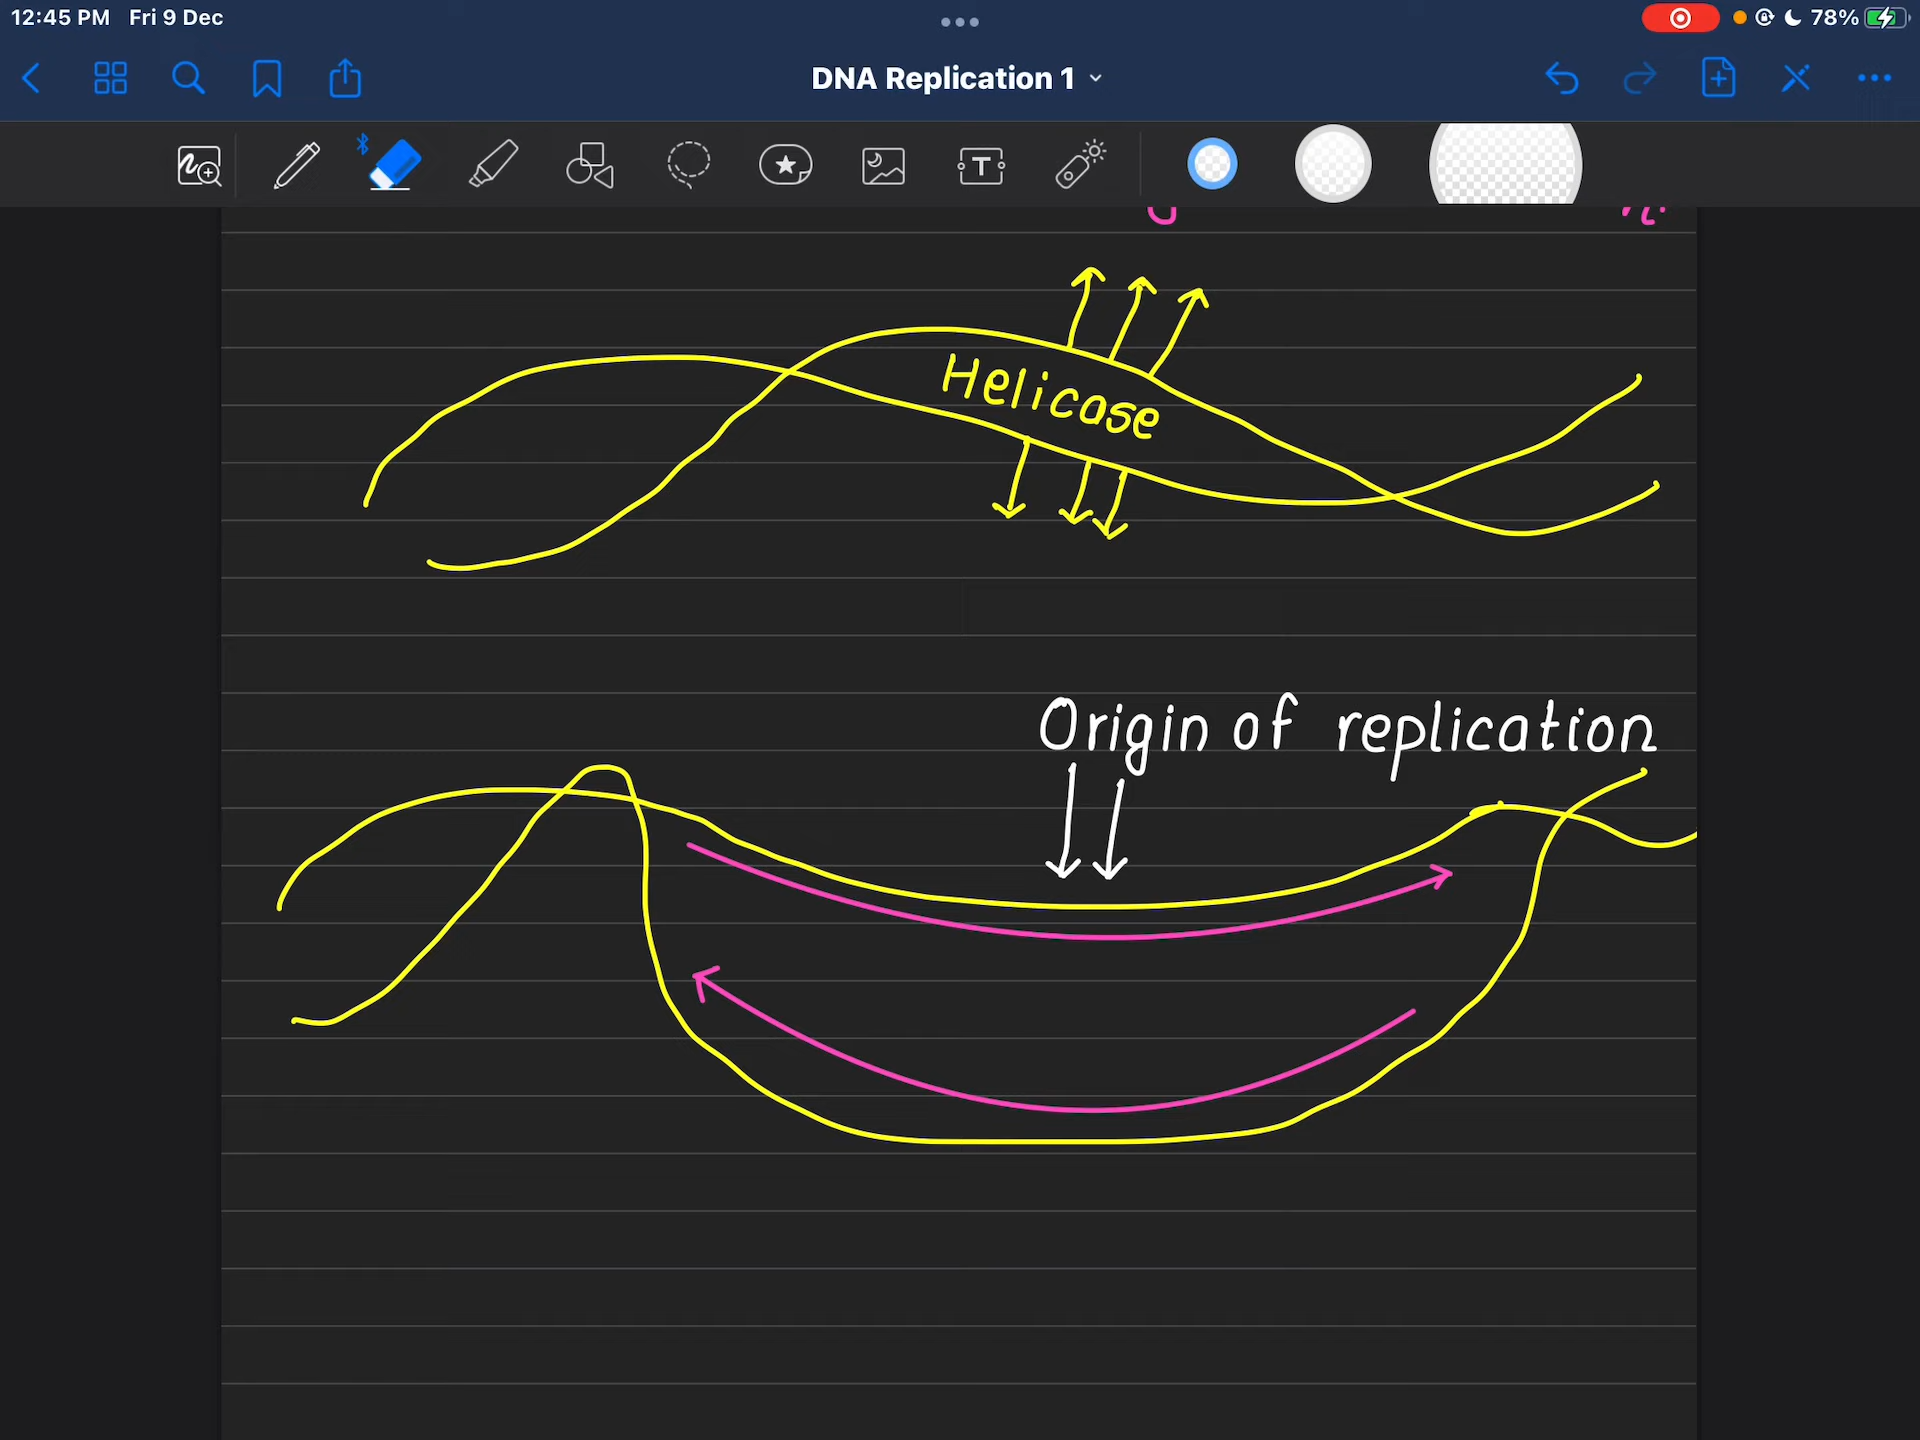 12:45 PM Fri 9 Dec
78%
DNA Replication 1
T
Helicase
Origin of replication